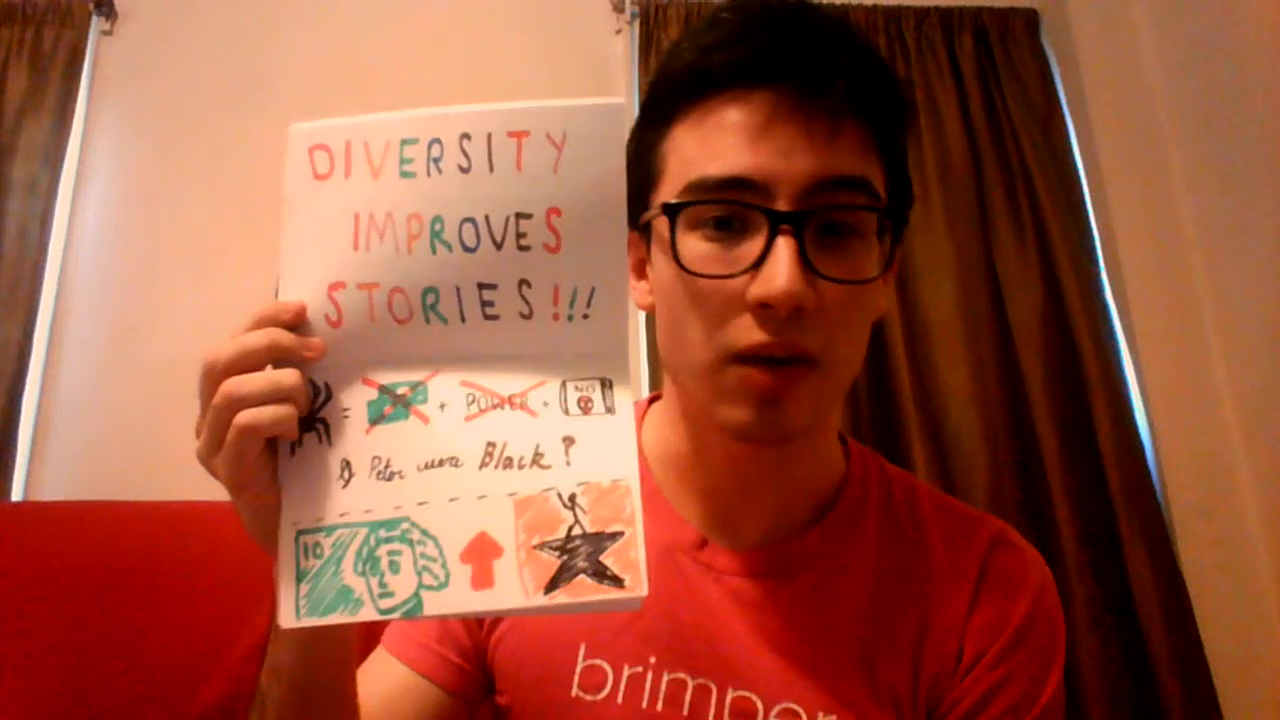 DIVERSITY
IMPROVES
STORIES!!!
= + POWER + NO
If Peter were Black?
10
brimper